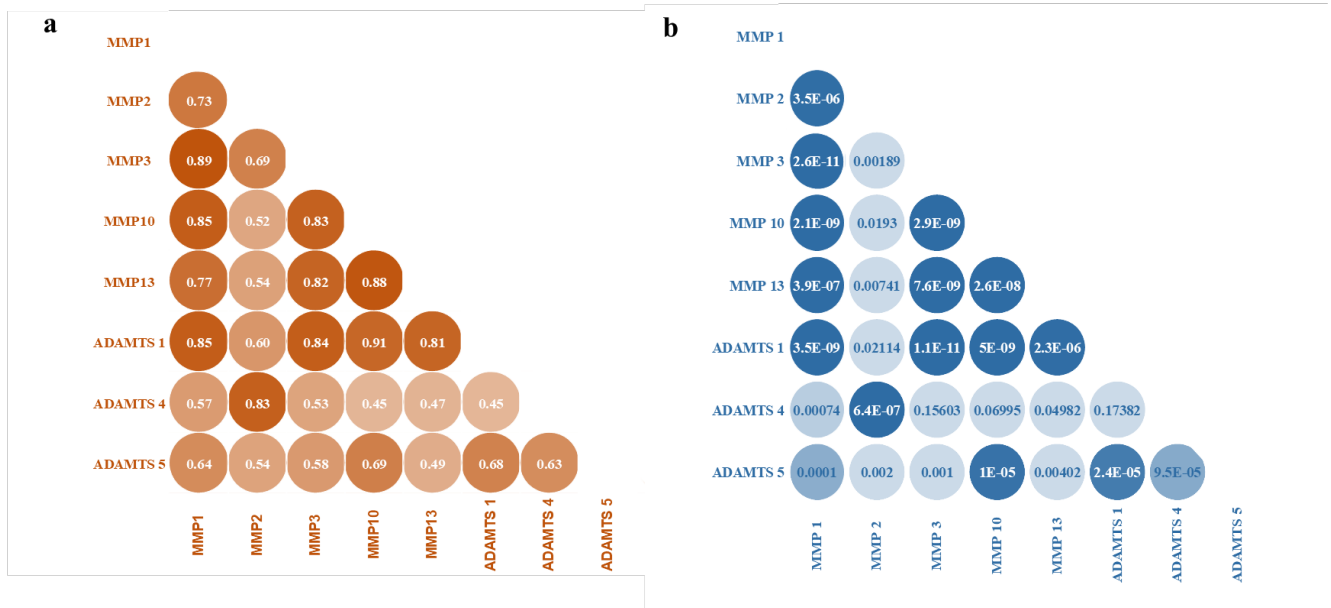 a
MMP1
MMP2 0.73
MMP3 0.89 0.69
MMP10 0.85 0.52 0.83
MMP13 0.77 0.54 0.82 0.88
ADAMTS 1 0.85 0.60 0.84 0.91 0.81
ADAMTS 4 0.57 0.83 0.53 0.45 0.47 0.45
ADAMTS 5 0.64 0.54 0.58 0.69 0.49 0.68 0.63
MMP1 MMP2 MMP3 MMP10 MMP13 ADAMTS 1 ADAMTS 4 ADAMTS 5
b
MMP 1
MMP 2 3.5E-06
MMP 3 2.6E-11 0.00189
MMP 10 2.1E-09 0.0193 2.9E-09
MMP 13 3.9E-07 0.00741 7.6E-09 2.6E-08
ADAMTS 1 3.5E-09 0.02114 1.1E-11 5E-09 2.3E-06
ADAMTS 4 0.00074 6.4E-07 0.15603 0.06995 0.04982 0.17382
ADAMTS 5 0.0001 0.002 0.001 1E-05 0.00402 2.4E-05 9.5E-05
MMP 1 MMP 2 MMP 3 MMP 10 MMP 13 ADAMTS 1 ADAMTS 4 ADAMTS 5